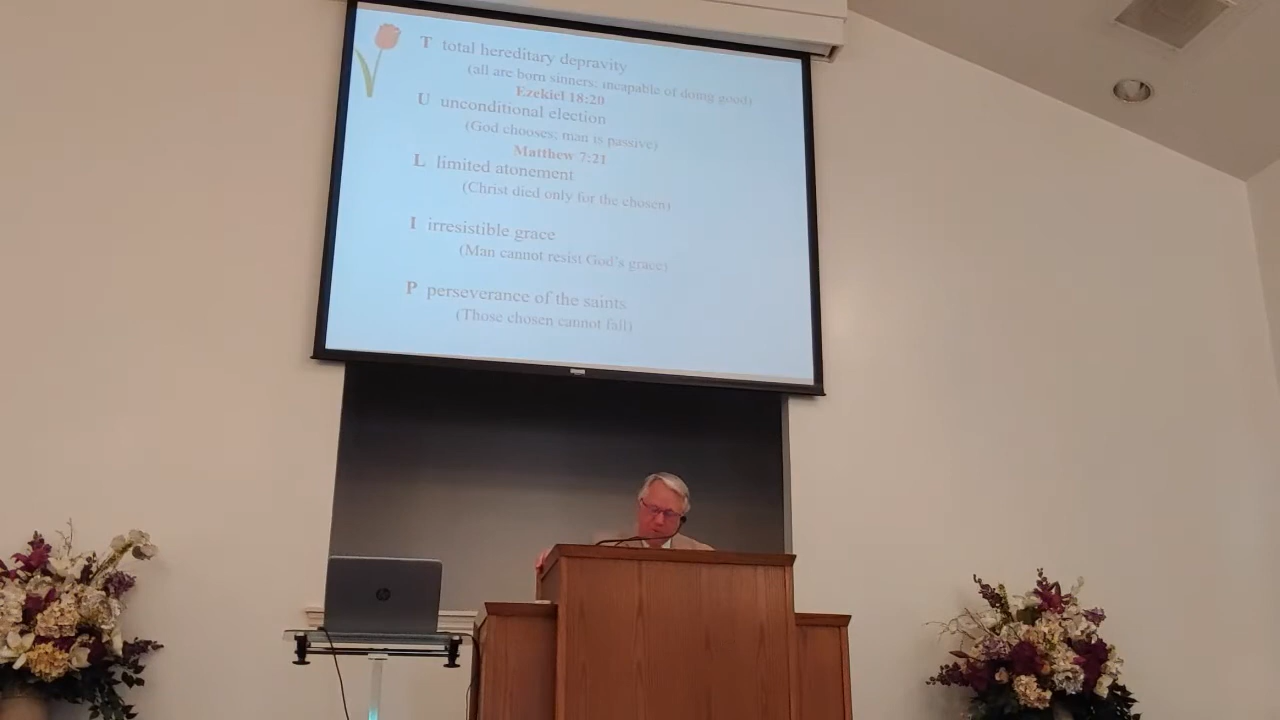 T total hereditary depravity
(all are born sinners; incapable of doing good)
Ezekiel 18:20
U unconditional election
(God chooses; man is passive)
Matthew 7:21
L limited atonement
(Christ died only for the chosen)
I irresistible grace
(Man cannot resist God's grace)
P perseverance of the saints
(Those chosen cannot fall)
hp